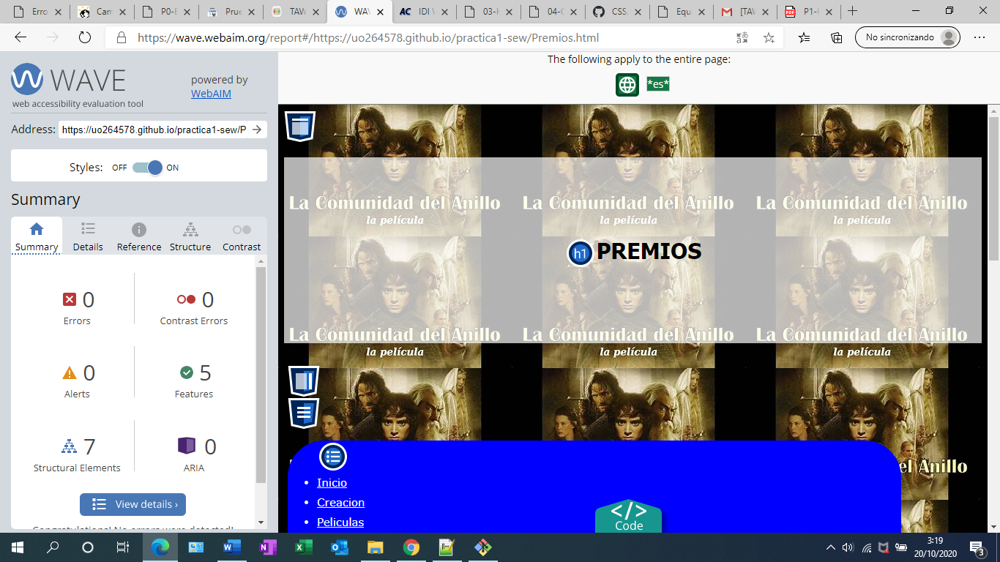 Erro
Cam
P0-E
Prue
TAW
WAV
IDI V
03-H
04-C
CSS
Equ
[TAW
P1-I
https://wave.webaim.org/report#/https://uo264578.github.io/practica1-sew/Premios.html
No sincronizando
WAVE
web accessibility evaluation tool
powered by
WebAIM
Address: https://uo264578.github.io/practica1-sew/P
Styles: OFF ON
Summary
Summary Details Reference Structure Contrast
0
Errors
0
Contrast Errors
0
Alerts
5
Features
7
Structural Elements
0
ARIA
View details ›
Congratulations! No errors were detected!
The following apply to the entire page:
*es*
La Comunidad del Anillo La Comunidad del Anillo La Comunidad del Anillo
la película la película la película
h1 PREMIOS
La Comunidad del Anillo La Comunidad del Anillo La Comunidad del Anillo
la película la película la película
del Anillo
Inicio
Creacion
Peliculas
</>
Code
3:19
20/10/2020
3